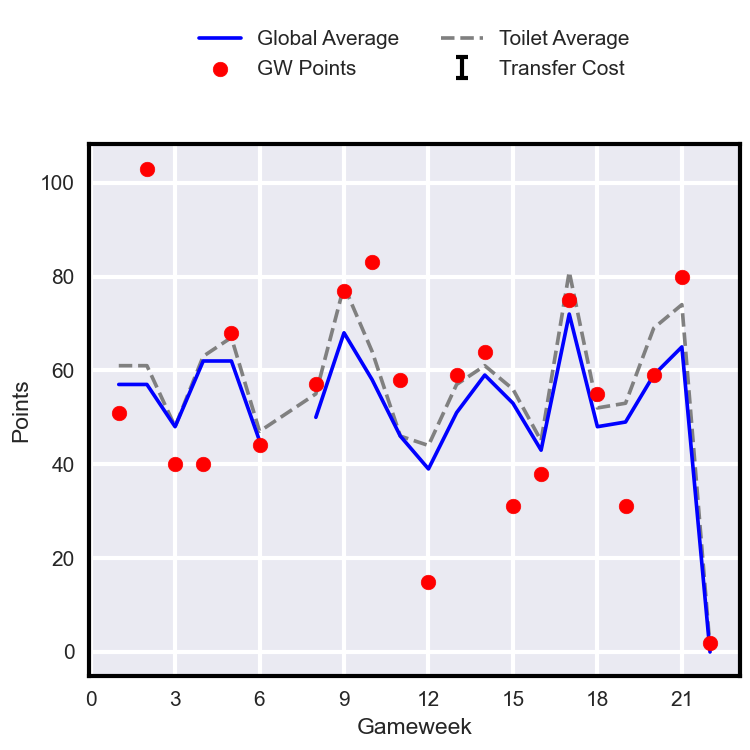 Global Average
Toilet Average
GW Points
Transfer Cost
100
80
60
40
20
0
Points
0 3 6 9 12 15 18 21
Gameweek